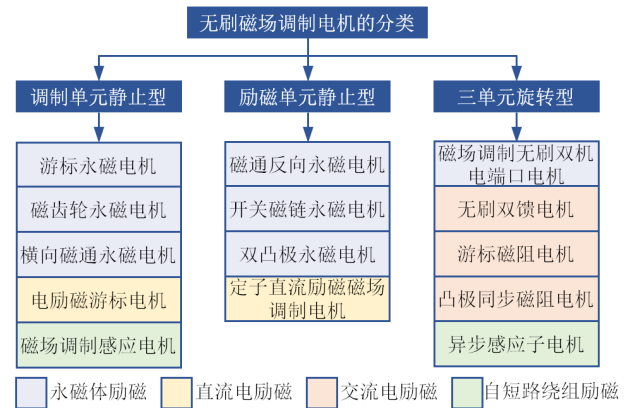 无刷磁场调制电机的分类
调制单元静止型
励磁单元静止型
三单元旋转型
游标永磁电机
磁齿轮永磁电机
横向磁通永磁电机
电励磁游标电机
磁场调制感应电机
磁通反向永磁电机
开关磁链永磁电机
双凸极永磁电机
定子直流励磁磁场
调制电机
磁场调制无刷双机
电端口电机
无刷双馈电机
游标磁阻电机
凸极同步磁阻电机
异步感应子电机
永磁体励磁
直流电励磁
交流电励磁
自短路绕组励磁